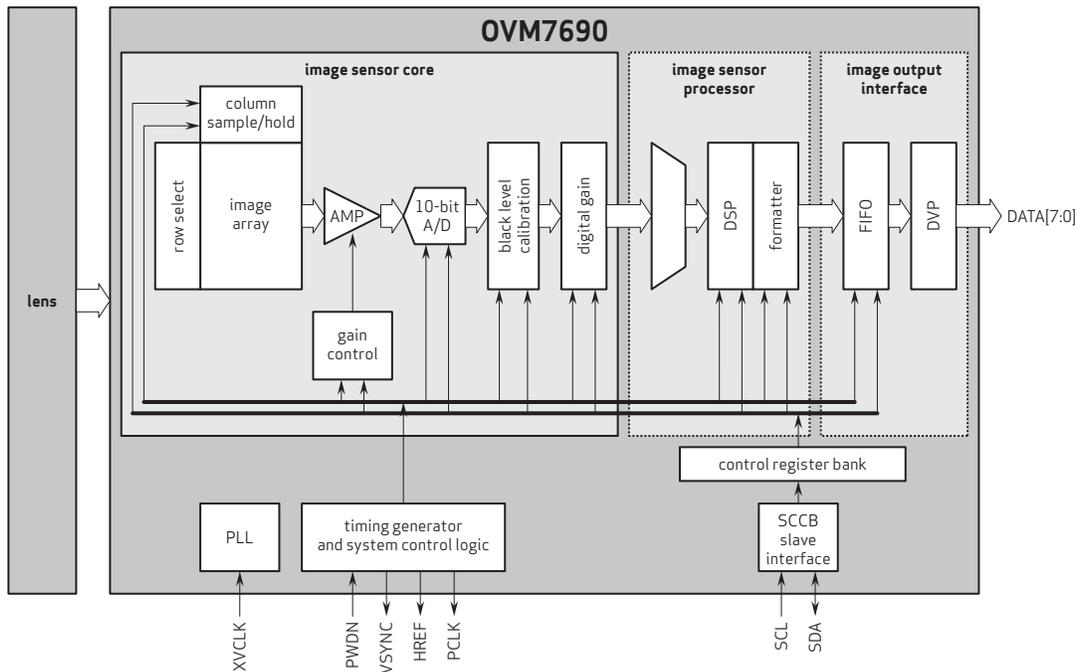 OVM7690
image sensor core
image sensor
processor
image output
interface
column
sample/hold
row select
image
array
AMP
10-bit
A/D
black level
calibration
digital gain
DSP
formatter
FIFO
DVP
DATA[7:0]
lens
gain
control
control register bank
PLL
timing generator
and system control logic
SCCB
slave
interface
XVCLK
PWDN
VSYNC
HREF
PCLK
SCL
SDA